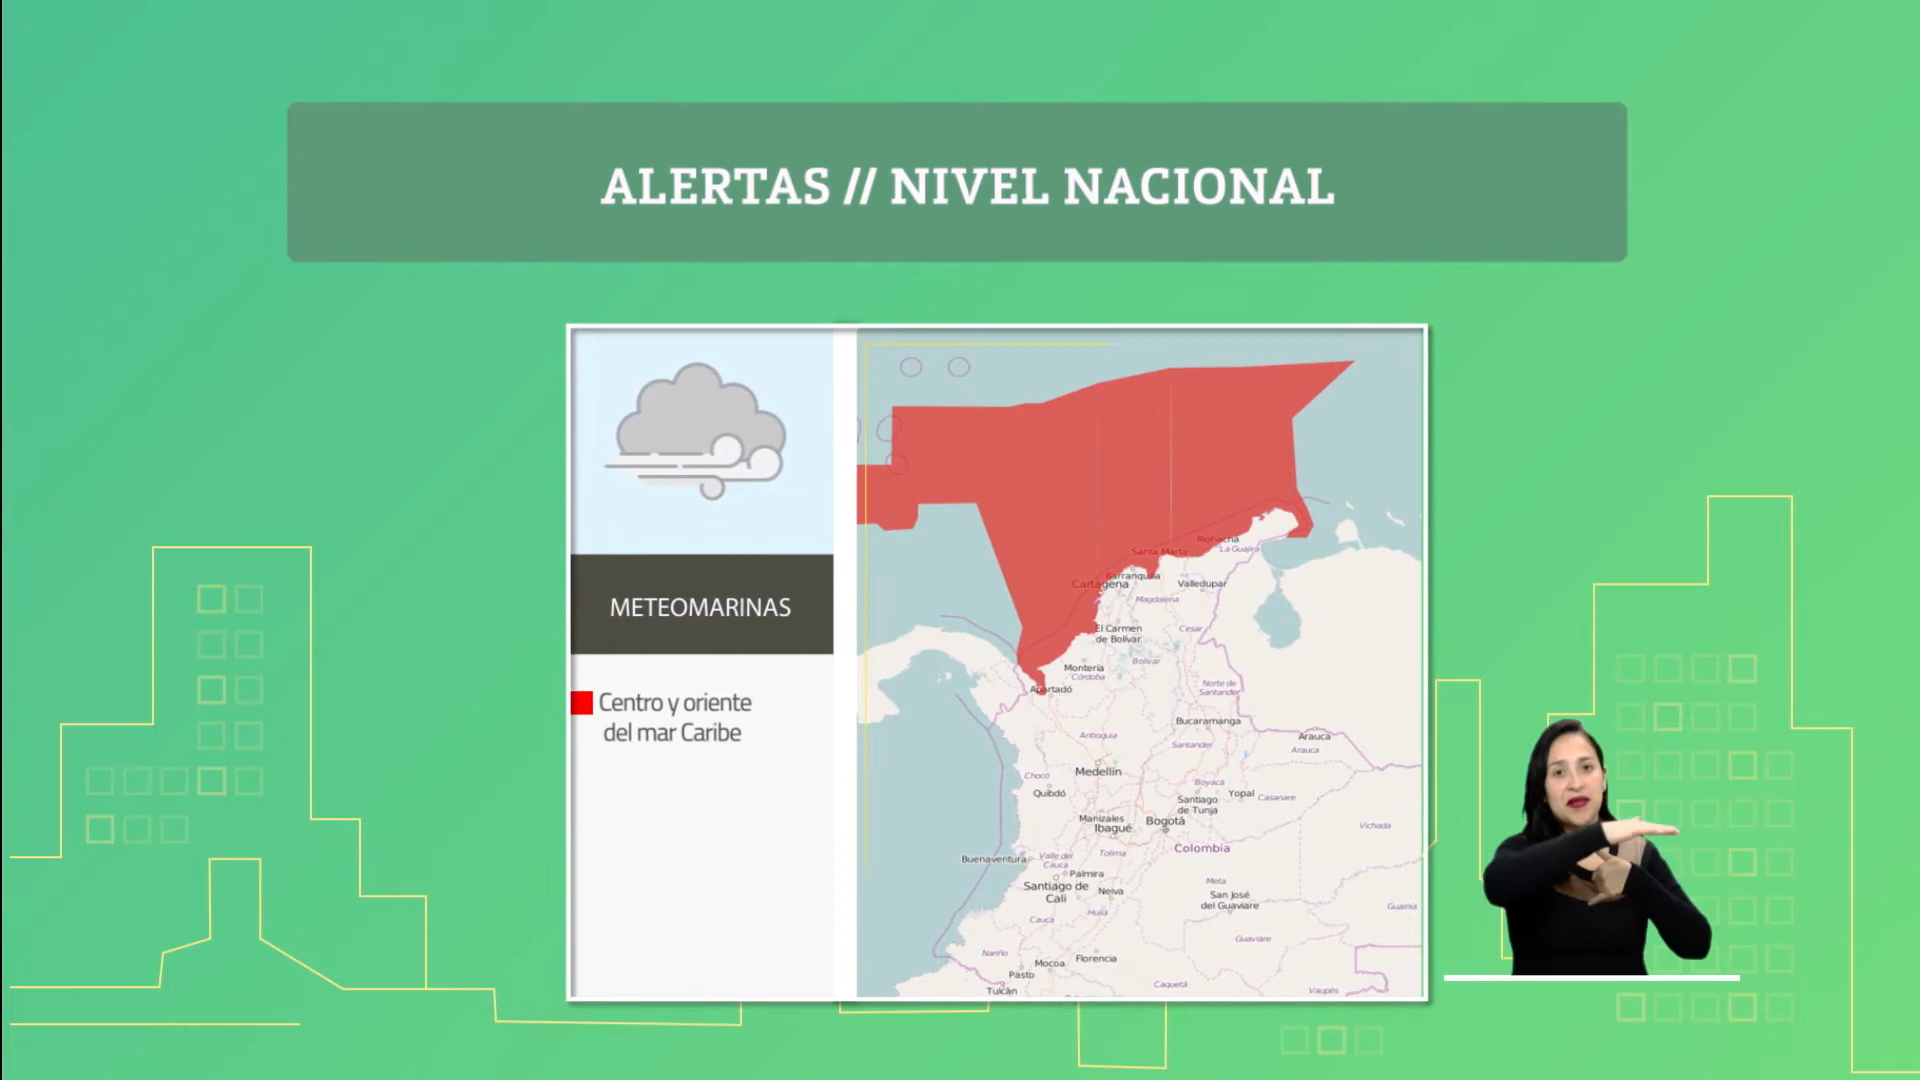 ALERTAS // NIVEL NACIONAL
METEOMARINAS
Centro y oriente
del mar Caribe
Riohacha
Santa Marta
La Guajira
Barranquilla
Cartagena
Valledupar
Magdalena
El Carmen
de Bolívar
Cesar
Montería
Córdoba
Bolívar
Apartadó
Norte de
Santander
Bucaramanga
Antioquia
Santander
Arauca
Arauca
Medellín
Chocó
Boyacá
Quibdó
Santiago
de Tunja
Yopal
Casanare
Manizales
Ibagué
Bogotá
Vichada
Colombia
Buenaventura
Valle del
Cauca
Tolima
Palmira
Santiago de
Cali
Neiva
Meta
San José
del Guaviare
Guainía
Cauca
Huila
Guaviare
Nariño
Mocoa
Florencia
Pasto
Tulcán
Caquetá
Vaupés